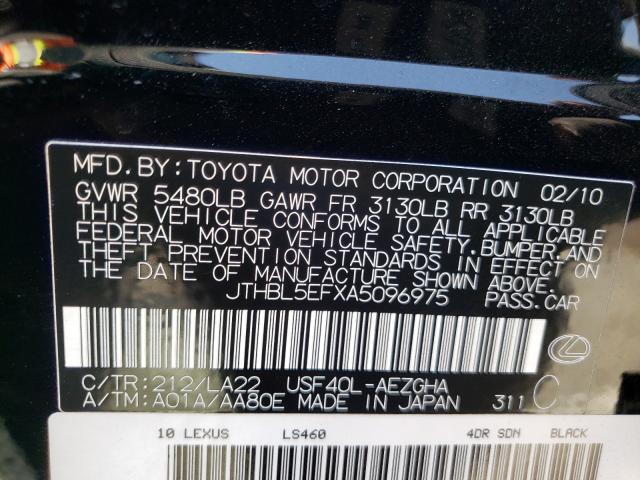 MFD. BY: TOYOTA MOTOR CORPORATION 02/10
GVWR 5480LB GAWR FR 3130LB RR 3130LB
THIS VEHICLE CONFORMS TO ALL APPLICABLE
FEDERAL MOTOR VEHICLE SAFETY, BUMPER, AND
THEFT PREVENTION STANDARDS IN EFFECT ON
THE DATE OF MANUFACTURE SHOWN ABOVE.
JTHBL5EFXA5096975 PASS.CAR
C/TR: 212/LA22 USF40L-AEZGHA
A/TM: A01A/AA80E MADE IN JAPAN 311 C
10 LEXUS LS460 4DR SDN BLACK